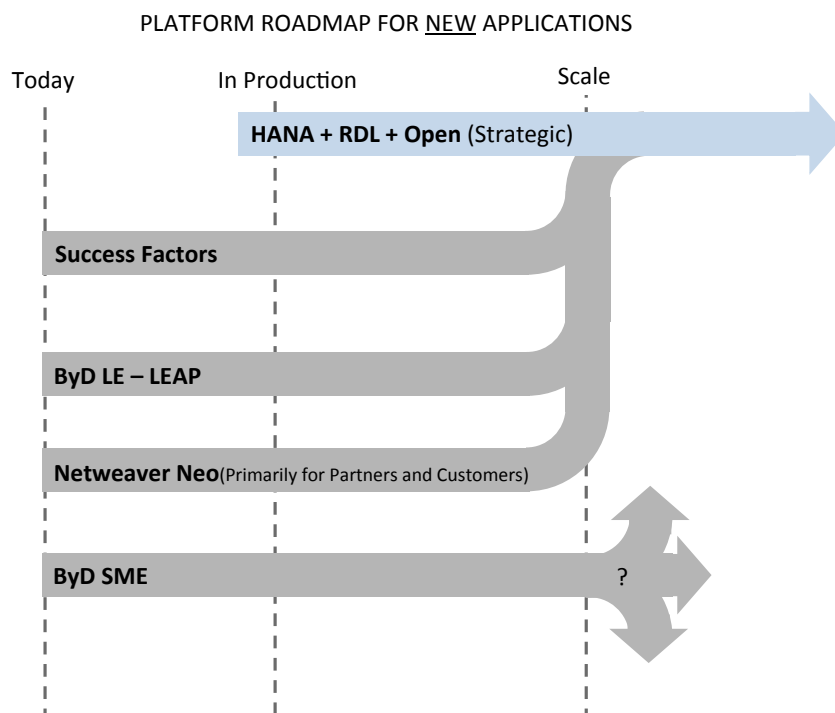 PLATFORM ROADMAP FOR NEW APPLICATIONS
Today
In Production
Scale
HANA + RDL + Open (Strategic)
Success Factors
ByD LE – LEAP
Netweaver Neo(Primarily for Partners and Customers)
ByD SME
?